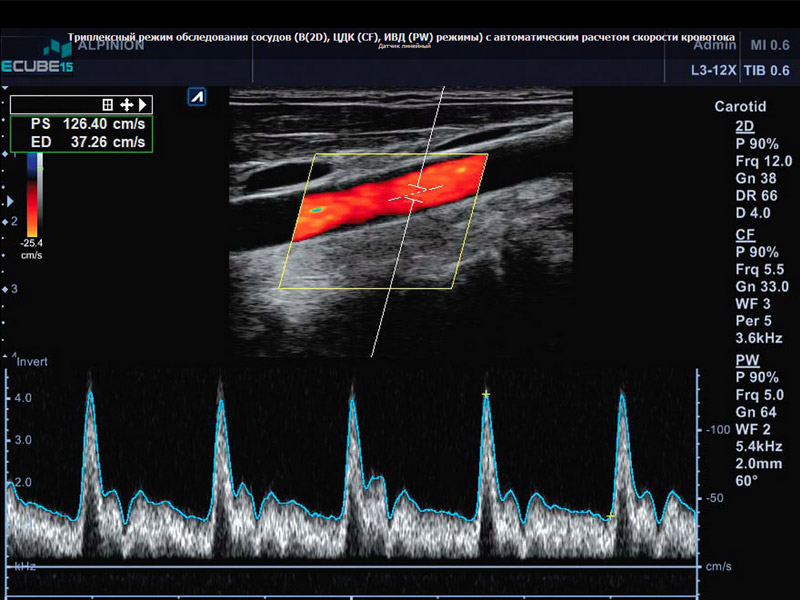 Триплексный режим обследования сосудов (B(2D), ЦДК (CF), ИВД (PW) режимы) с автоматическим расчетом скорости кровотока
Датчик линейный
ALPINION
ECUBE15
Admin
MI 0.6
L3-12X
TIB 0.6
PS 126.40 cm/s
ED 37.26 cm/s
-25.4
cm/s
2
3
4
Carotid
2D
P 90%
Frq 12.0
Gn 38
DR 66
D 4.0
CF
P 90%
Frq 5.5
Gn 33.0
WF 3
Per 5
3.6kHz
PW
P 90%
Frq 5.0
Gn 64
WF 2
5.4kHz
2.0mm
60°
Invert
4.0
3.0
2.0
kHz
-100
-50
cm/s